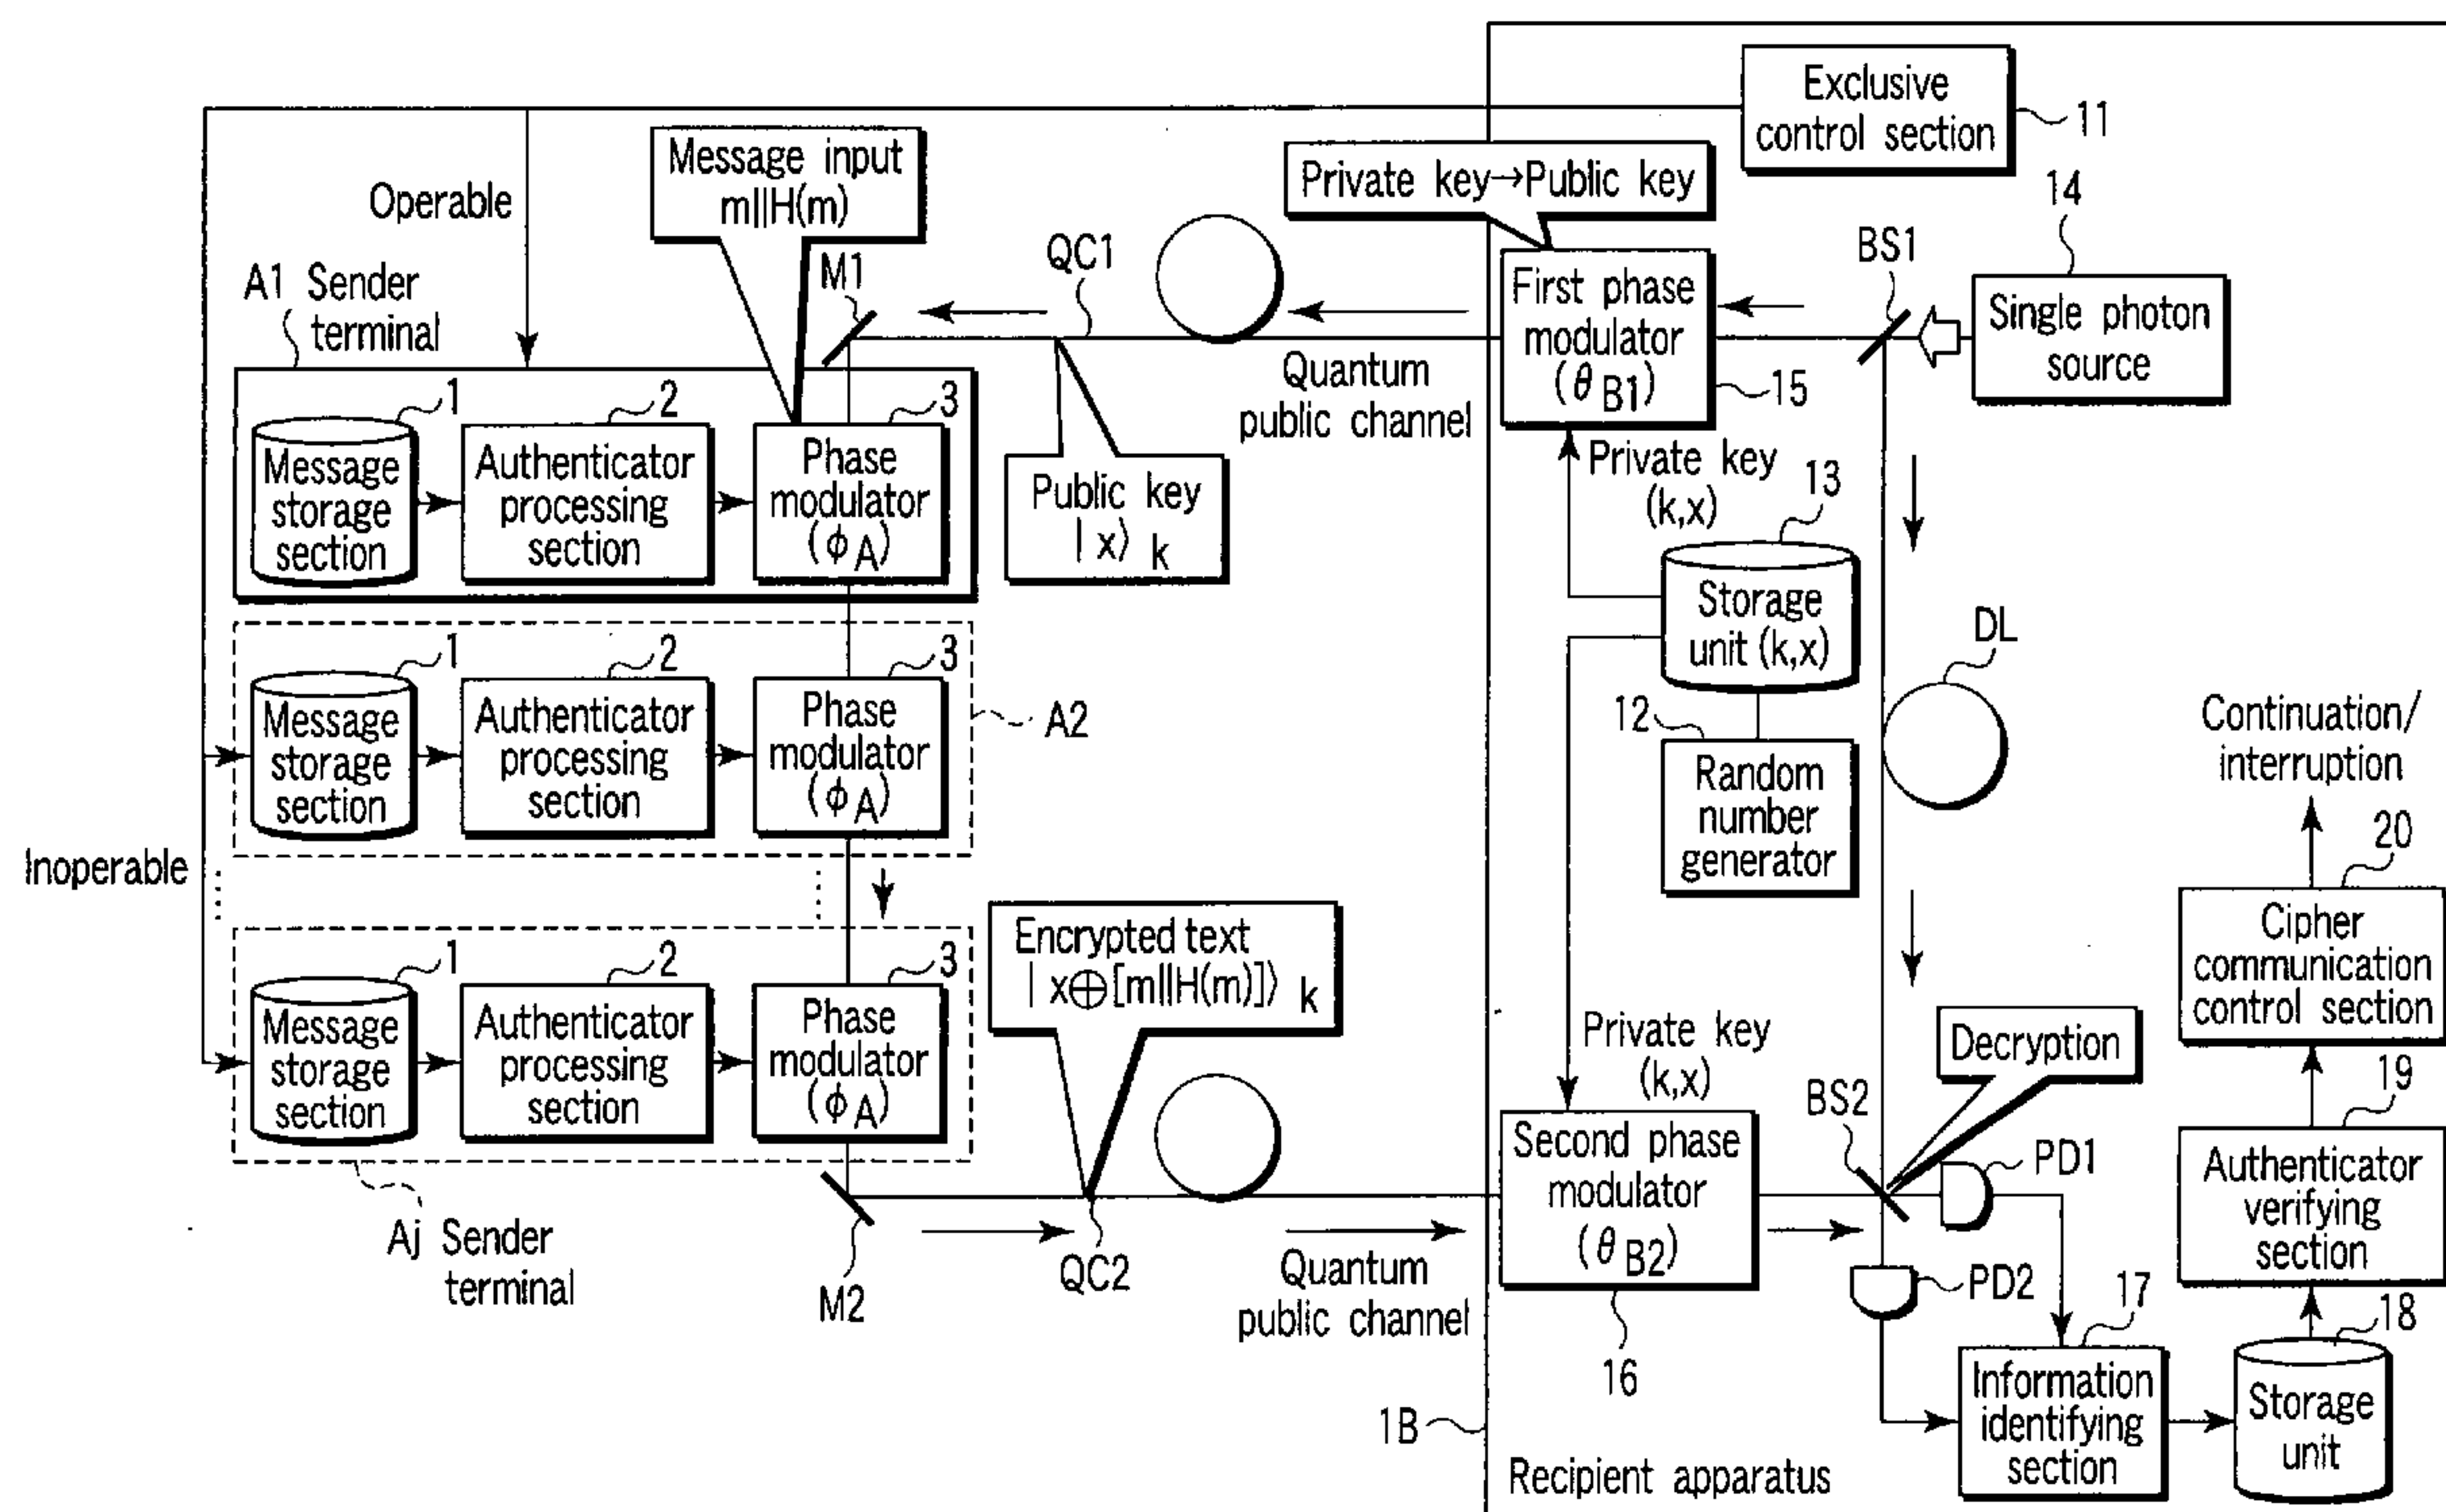 Exclusive
control section
11
Message input
m||H(m)
Private key→Public key
14
Operable
M1
QC1
BS1
A1 Sender
terminal
First phase
modulator
(θ B1)
15
Single photon
source
Quantum
public channel
1
2
3
Message
storage
section
Authenticator
processing
section
Phase
modulator
(ϕ A)
Public key
|x⟩ k
Private key
(k,x)
13
Storage
unit (k,x)
DL
1
2
3
Message
storage
section
Authenticator
processing
section
Phase
modulator
(ϕ A)
A2
12
Random
number
generator
Continuation/
interruption
20
Inoperable
Encrypted text
|x⊕[m||H(m)]⟩ k
Cipher
communication
control section
1
2
3
Message
storage
section
Authenticator
processing
section
Phase
modulator
(ϕ A)
Private key
(k,x)
Decryption
19
BS2
Second phase
modulator
(θ B2)
PD1
Authenticator
verifying
section
Aj Sender
terminal
M2
QC2
Quantum
public channel
PD2
17
18
16
Information
identifying
section
Storage
unit
1B
Recipient apparatus